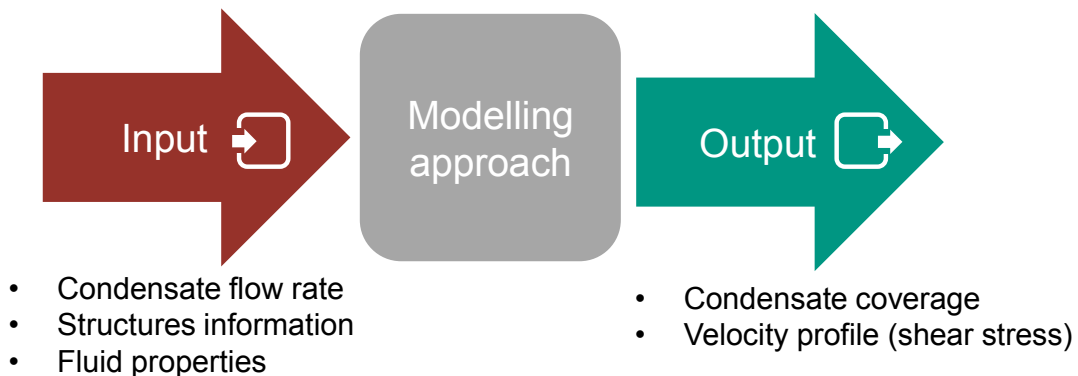 Input
Modelling
approach
Output
• Condensate flow rate
• Structures information
• Fluid properties
• Condensate coverage
• Velocity profile (shear stress)